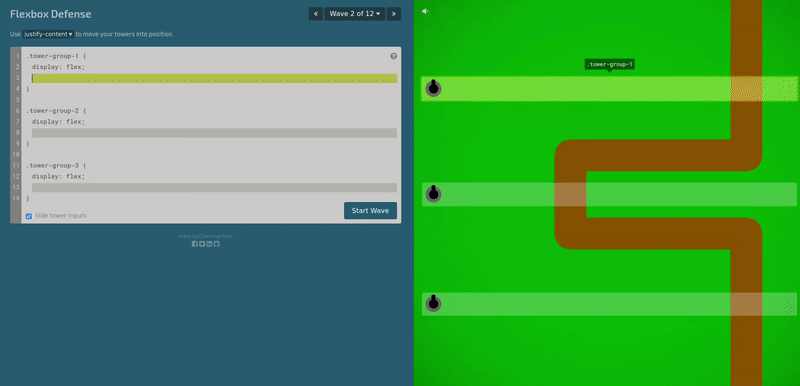 Flexbox Defense
« Wave 2 of 12 ▾ »
Use justify-content ▾ to move your towers into position.
1 .tower-group-1 {
2 display: flex;
3
4 }
5
6 .tower-group-2 {
7 display: flex;
8
9 }
10
11 .tower-group-3 {
12 display: flex;
13
14 }
hide tower inputs
Start Wave
Made by Channing Allen
.tower-group-1